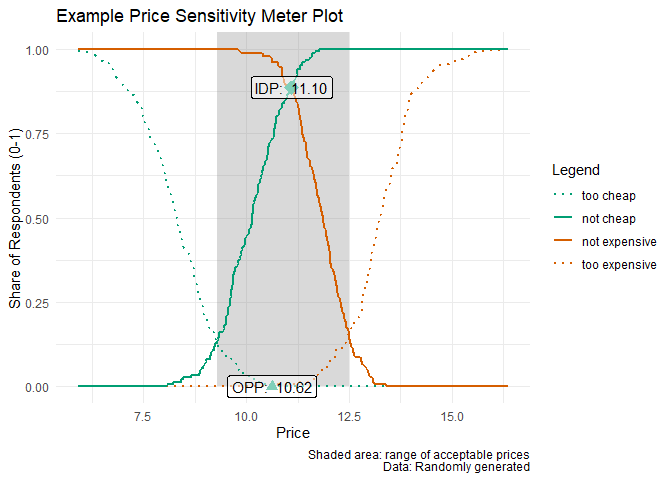 Example Price Sensitivity Meter Plot
1.00
0.75
0.50
0.25
0.00
Share of Respondents (0-1)
IDP: 11.10
OPP: 10.62
7.5
10.0
12.5
15.0
Price
Legend
too cheap
not cheap
not expensive
too expensive
Shaded area: range of acceptable prices
Data: Randomly generated